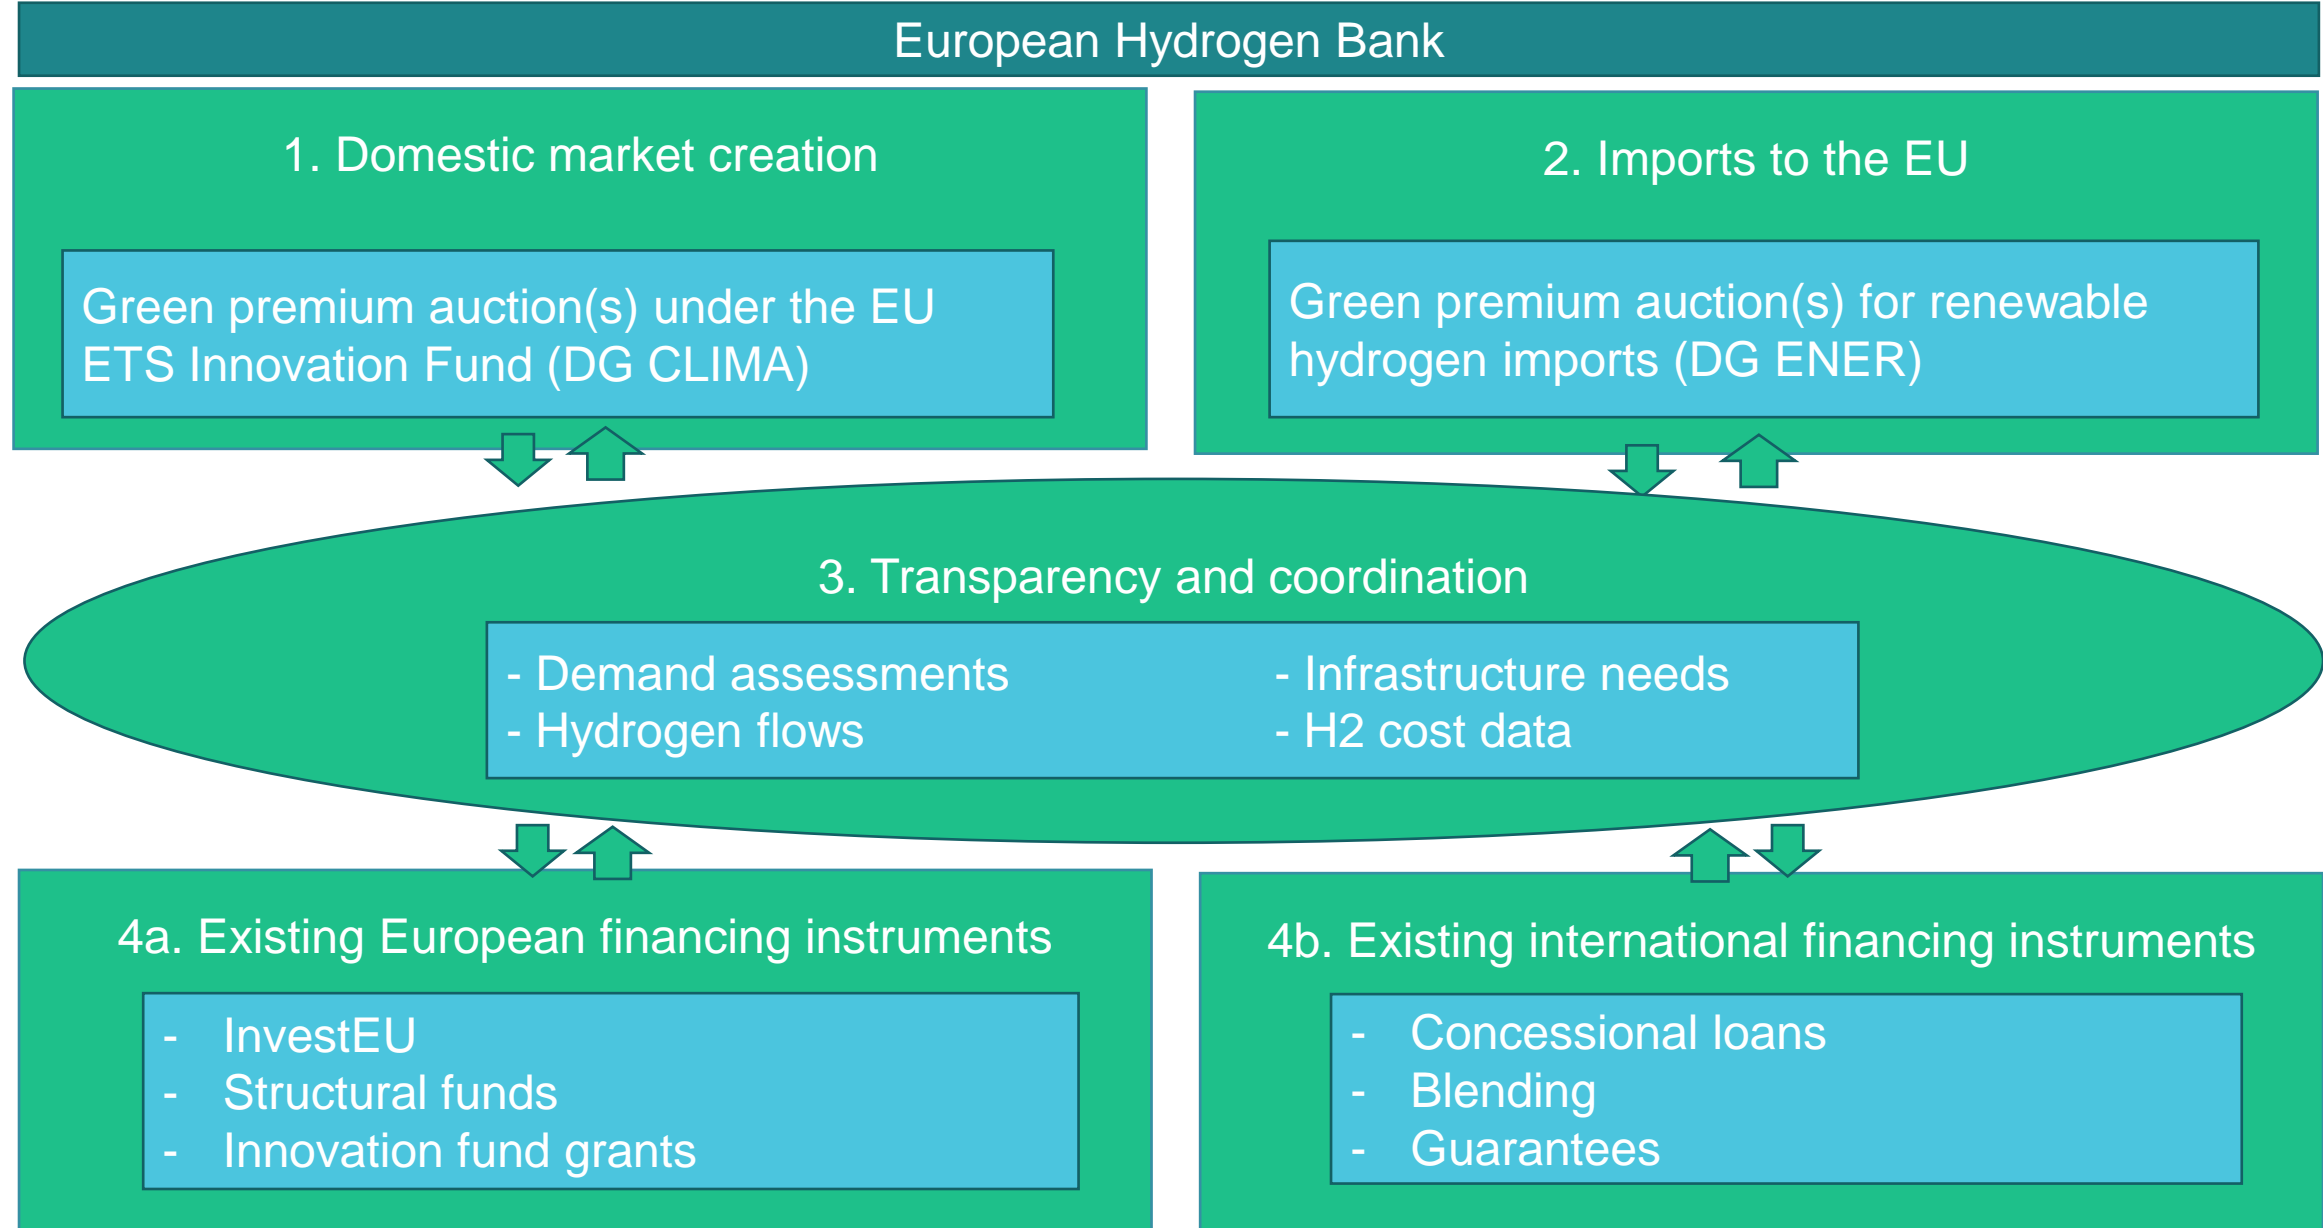 European Hydrogen Bank
1. Domestic market creation
Green premium auction(s) under the EU
ETS Innovation Fund (DG CLIMA)
2. Imports to the EU
Green premium auction(s) for renewable
hydrogen imports (DG ENER)
3. Transparency and coordination
- Demand assessments
- Hydrogen flows
- Infrastructure needs
- H2 cost data
4a. Existing European financing instruments
- InvestEU
- Structural funds
- Innovation fund grants
4b. Existing international financing instruments
- Concessional loans
- Blending
- Guarantees